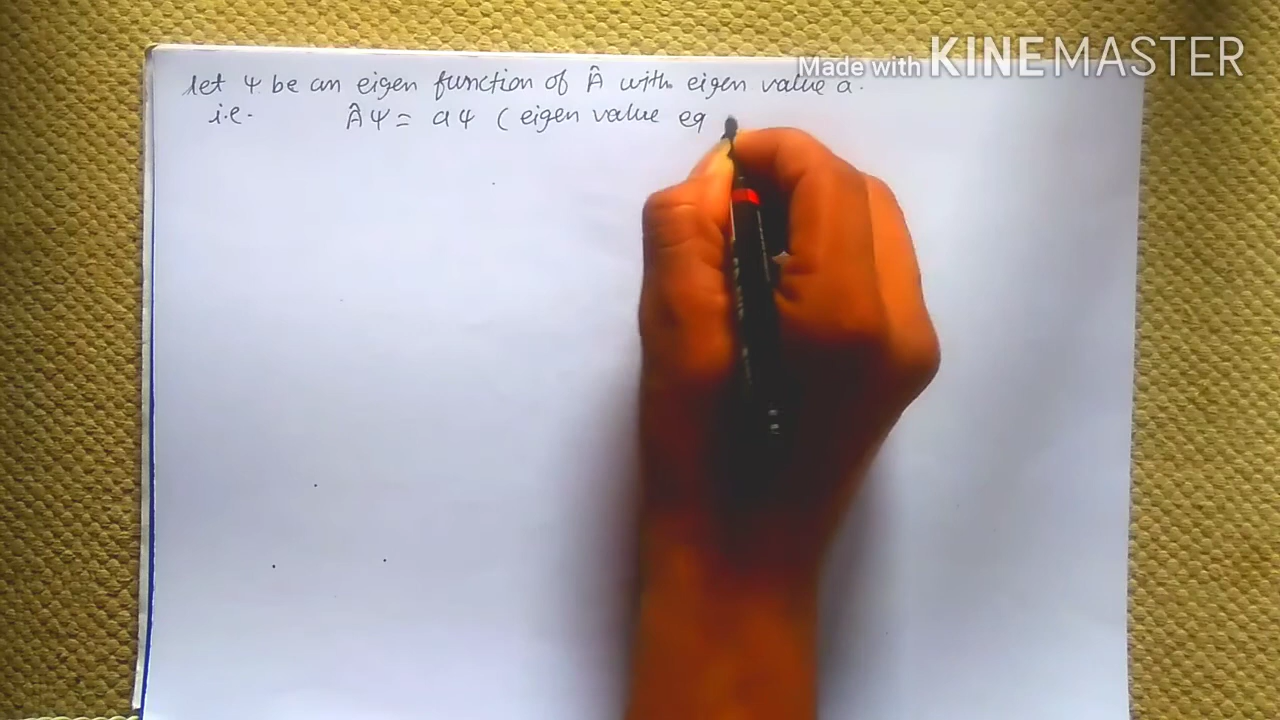 Made with KINEMASTER
let ψ be an eigen function of Â with eigen value a.
i.e. Âψ = aψ (eigen value eq